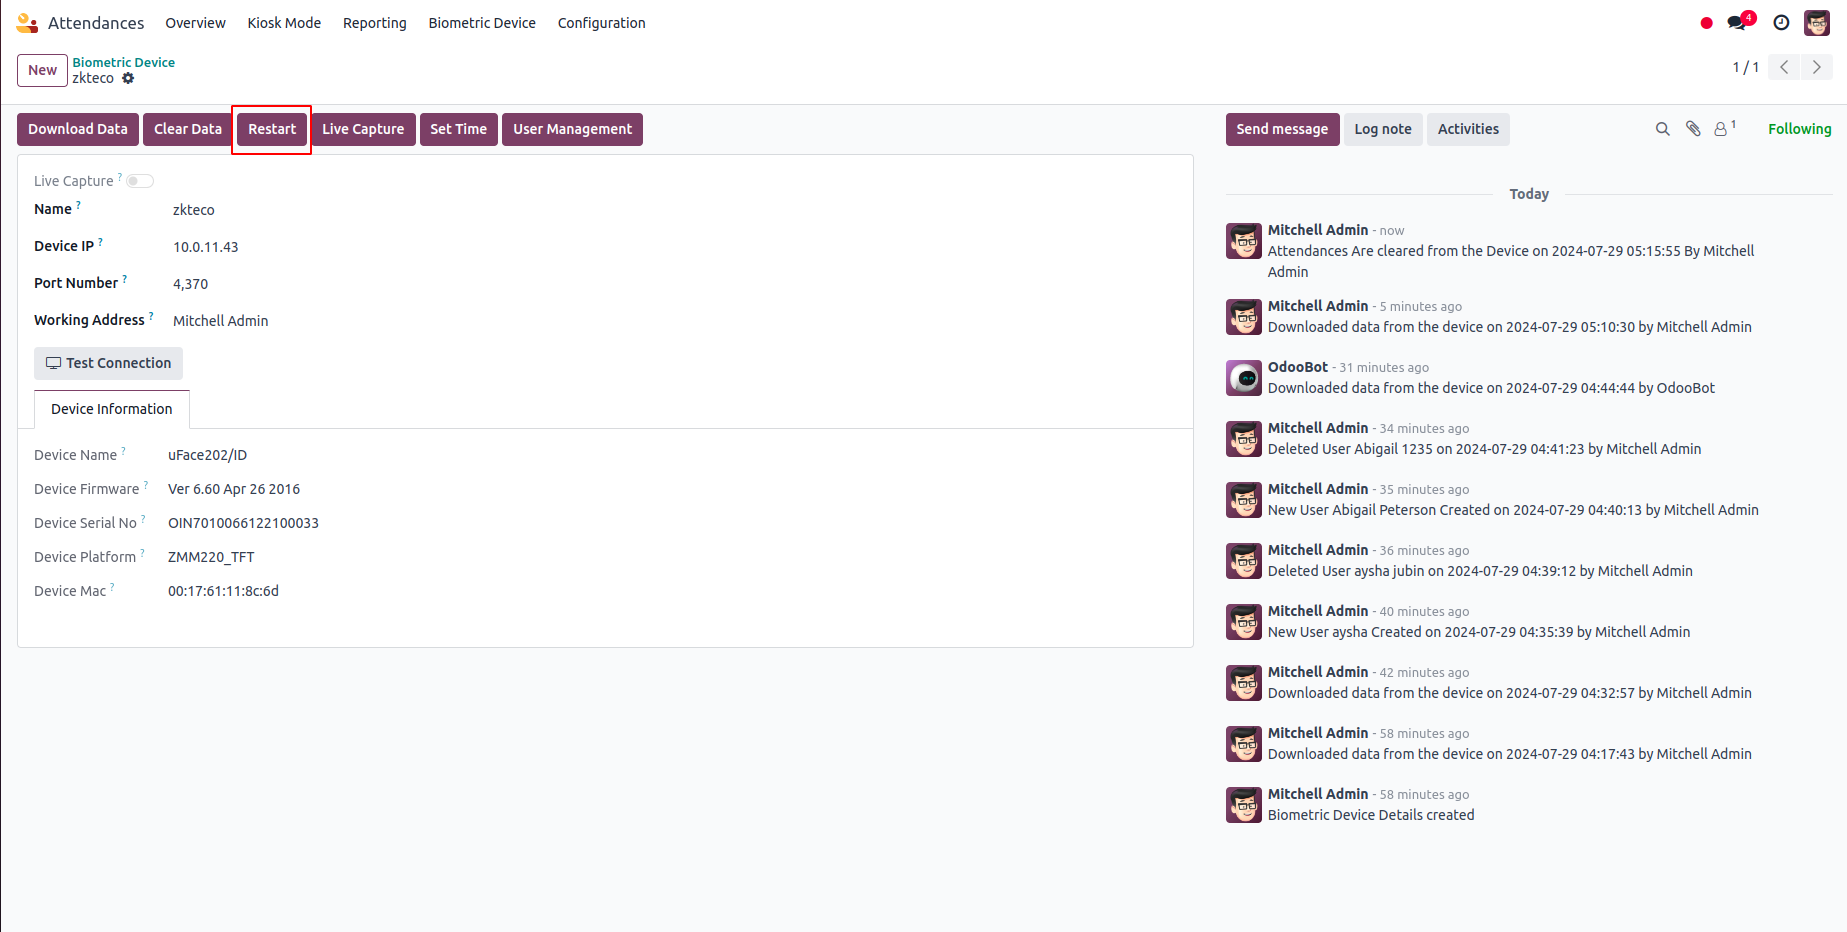 Attendances Overview Kiosk Mode Reporting Biometric Device Configuration 4
New Biometric Device
zkteco 1 / 1
Download Data Clear Data Restart Live Capture Set Time User Management
Live Capture ?
Name ? zkteco
Device IP ? 10.0.11.43
Port Number ? 4,370
Working Address ? Mitchell Admin
Test Connection
Device Information
Device Name ? uFace202/ID
Device Firmware ? Ver 6.60 Apr 26 2016
Device Serial No ? OIN7010066122100033
Device Platform ? ZMM220_TFT
Device Mac ? 00:17:61:11:8c:6d
Send message Log note Activities 1 Following
Today
Mitchell Admin - now
Attendances Are cleared from the Device on 2024-07-29 05:15:55 By Mitchell
Admin
Mitchell Admin - 5 minutes ago
Downloaded data from the device on 2024-07-29 05:10:30 by Mitchell Admin
OdooBot - 31 minutes ago
Downloaded data from the device on 2024-07-29 04:44:44 by OdooBot
Mitchell Admin - 34 minutes ago
Deleted User Abigail 1235 on 2024-07-29 04:41:23 by Mitchell Admin
Mitchell Admin - 35 minutes ago
New User Abigail Peterson Created on 2024-07-29 04:40:13 by Mitchell Admin
Mitchell Admin - 36 minutes ago
Deleted User aysha jubin on 2024-07-29 04:39:12 by Mitchell Admin
Mitchell Admin - 40 minutes ago
New User aysha Created on 2024-07-29 04:35:39 by Mitchell Admin
Mitchell Admin - 42 minutes ago
Downloaded data from the device on 2024-07-29 04:32:57 by Mitchell Admin
Mitchell Admin - 58 minutes ago
Downloaded data from the device on 2024-07-29 04:17:43 by Mitchell Admin
Mitchell Admin - 58 minutes ago
Biometric Device Details created